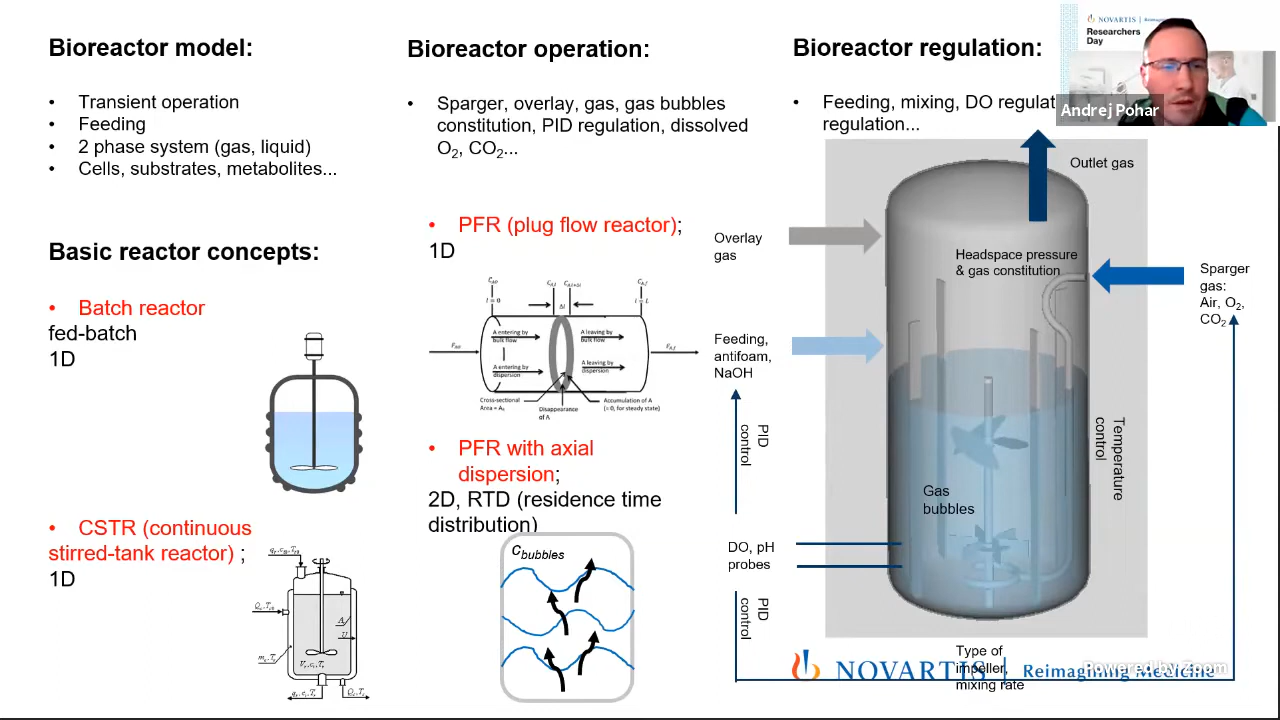 Bioreactor model:
• Transient operation
• Feeding
• 2 phase system (gas, liquid)
• Cells, substrates, metabolites...
Basic reactor concepts:
• Batch reactor
fed-batch
1D
• CSTR (continuous
stirred-tank reactor) ;
1D
Bioreactor operation:
• Sparger, overlay, gas, gas bubbles
constitution, PID regulation, dissolved
O₂, CO₂...
• PFR (plug flow reactor);
1D
A entering by
bulk flow
A leaving by
bulk flow
A entering by
dispersion
A leaving by
dispersion
Cross-sectional
Disappearance
of A
Accumulation of A
(= 0, for steady state)
• PFR with axial
dispersion;
2D, RTD (residence time
distribution)
C bubbles
Bioreactor regulation:
• Feeding, mixing, DO regulat
regulation...
Outlet gas
Overlay
gas
Headspace pressure
& gas constitution
Sparger
gas:
Air, O₂,
CO₂
Feeding,
antifoam,
NaOH
PID
control
Temperature
control
Gas
bubbles
DO, pH
probes
PID
control
Type of
impeller,
mixing rate
NOVARTIS
Reimagining Medicine
Powered by Zoom
NOVARTIS
Researchers
Day
Andrej Pohar